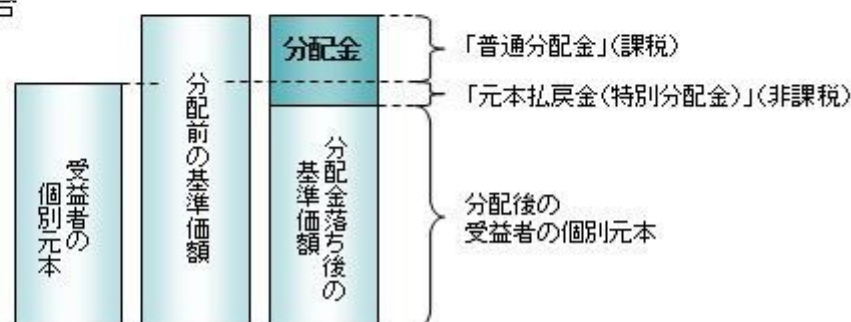 分配金
「普通分配金」(課税)
「元本払戻金(特別分配金)」(非課税)
受益者の
個別元本
分配前の基準価額
分配金落ち後の
基準価額
分配後の
受益者の個別元本